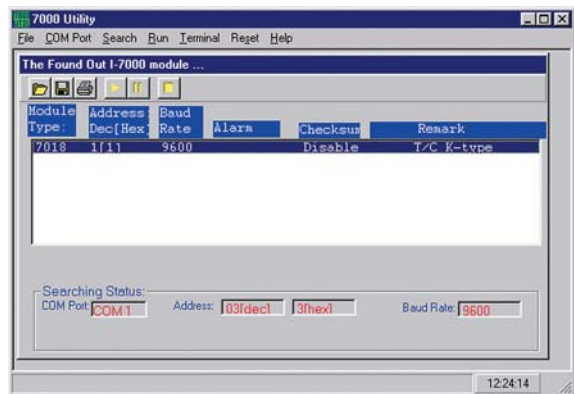 7000 Utility
File COM Port Search Run Terminal Reset Help
The Found Out I-7000 module ...
Module Type: Address: Dec[Hex] Baud Rate Alarm Checksum Remark
7018 1[1] 9600 Disable T/C K-type
Searching Status:
COM Port: COM 1 Address: 03[dec] 3[hex] Baud Rate: 9600
12:24:14